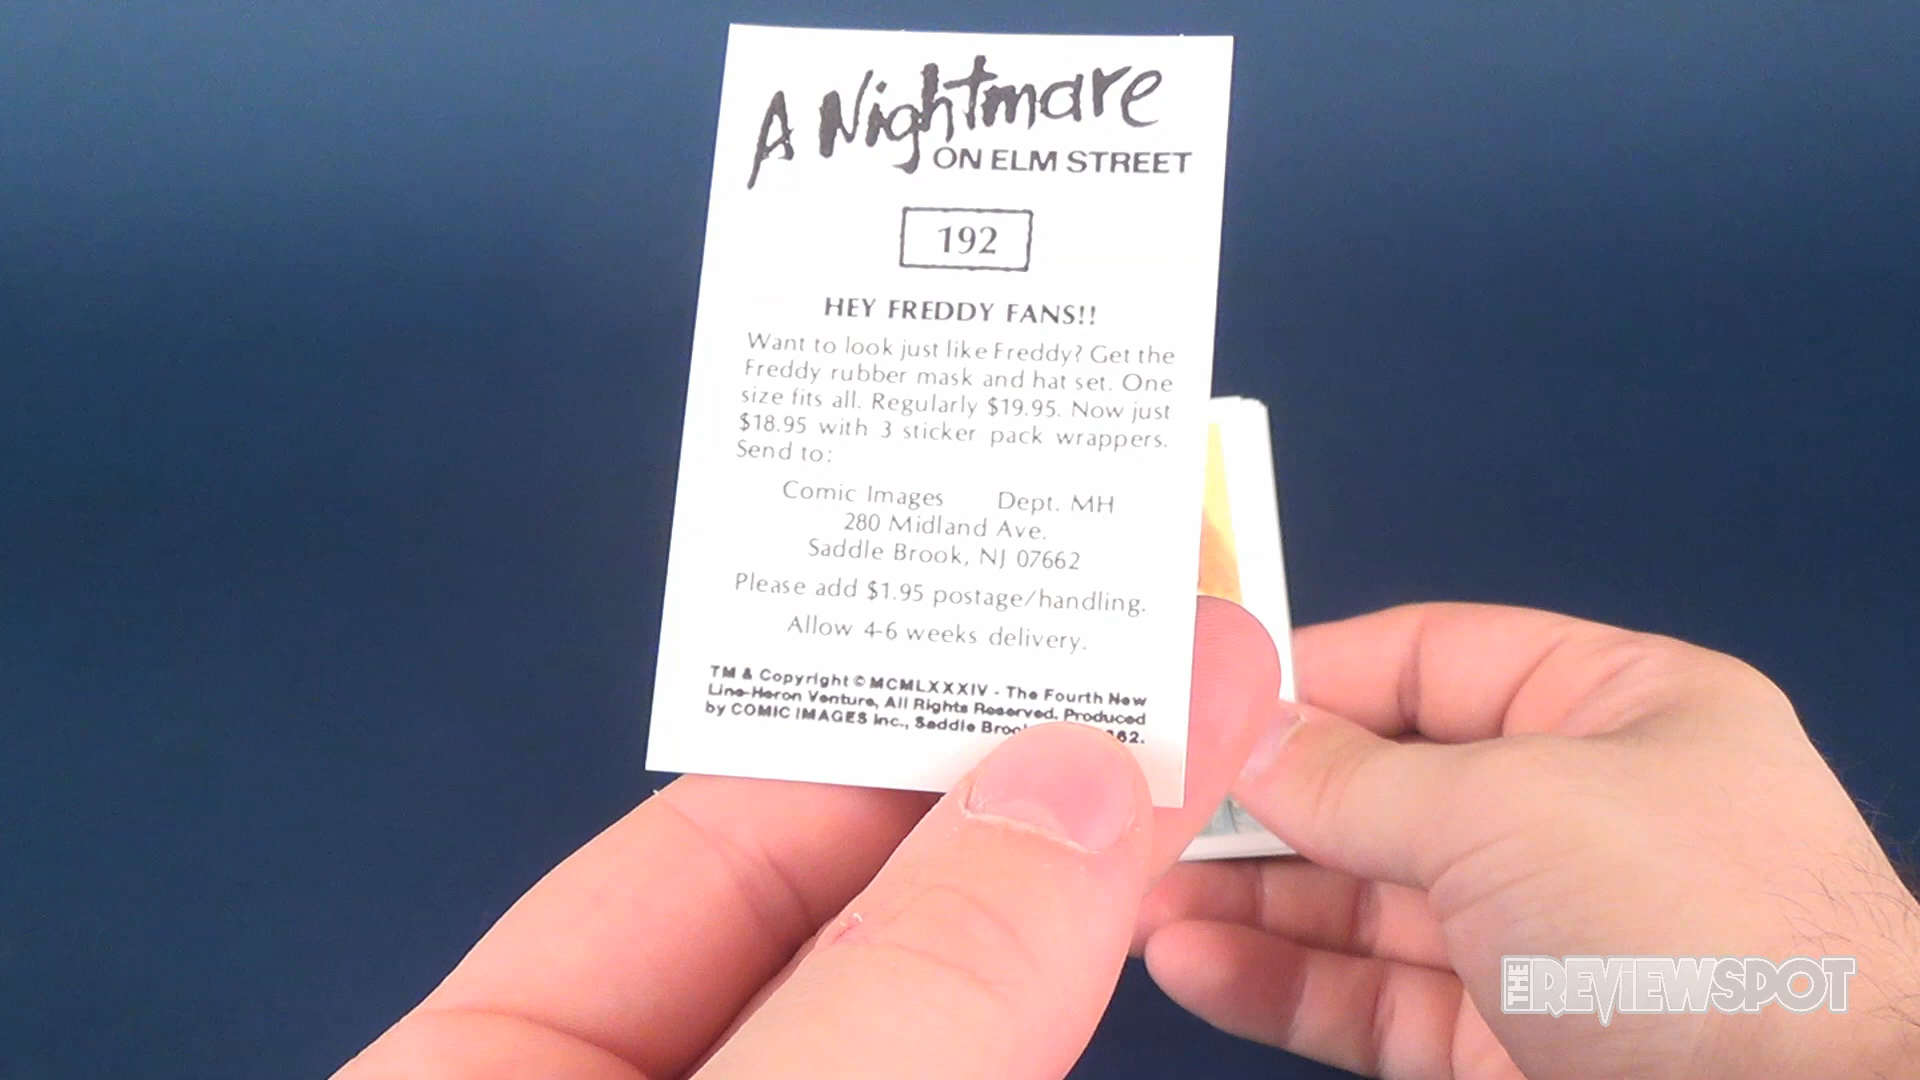 A Nightmare
ON ELM STREET
192
HEY FREDDY FANS!!
Want to look just like Freddy? Get the
Freddy rubber mask and hat set. One
size fits all. Regularly $19.95. Now just
$18.95 with 3 sticker pack wrappers.
Send to:
Comic Images Dept. MH
280 Midland Ave.
Saddle Brook, NJ 07662
Please add $1.95 postage/handling.
Allow 4-6 weeks delivery.
TM & Copyright © MCMLXXXIV - The Fourth New
Line-Heron Venture, All Rights Reserved. Produced
by COMIC IMAGES Inc., Saddle
THE REVIEWSPOT